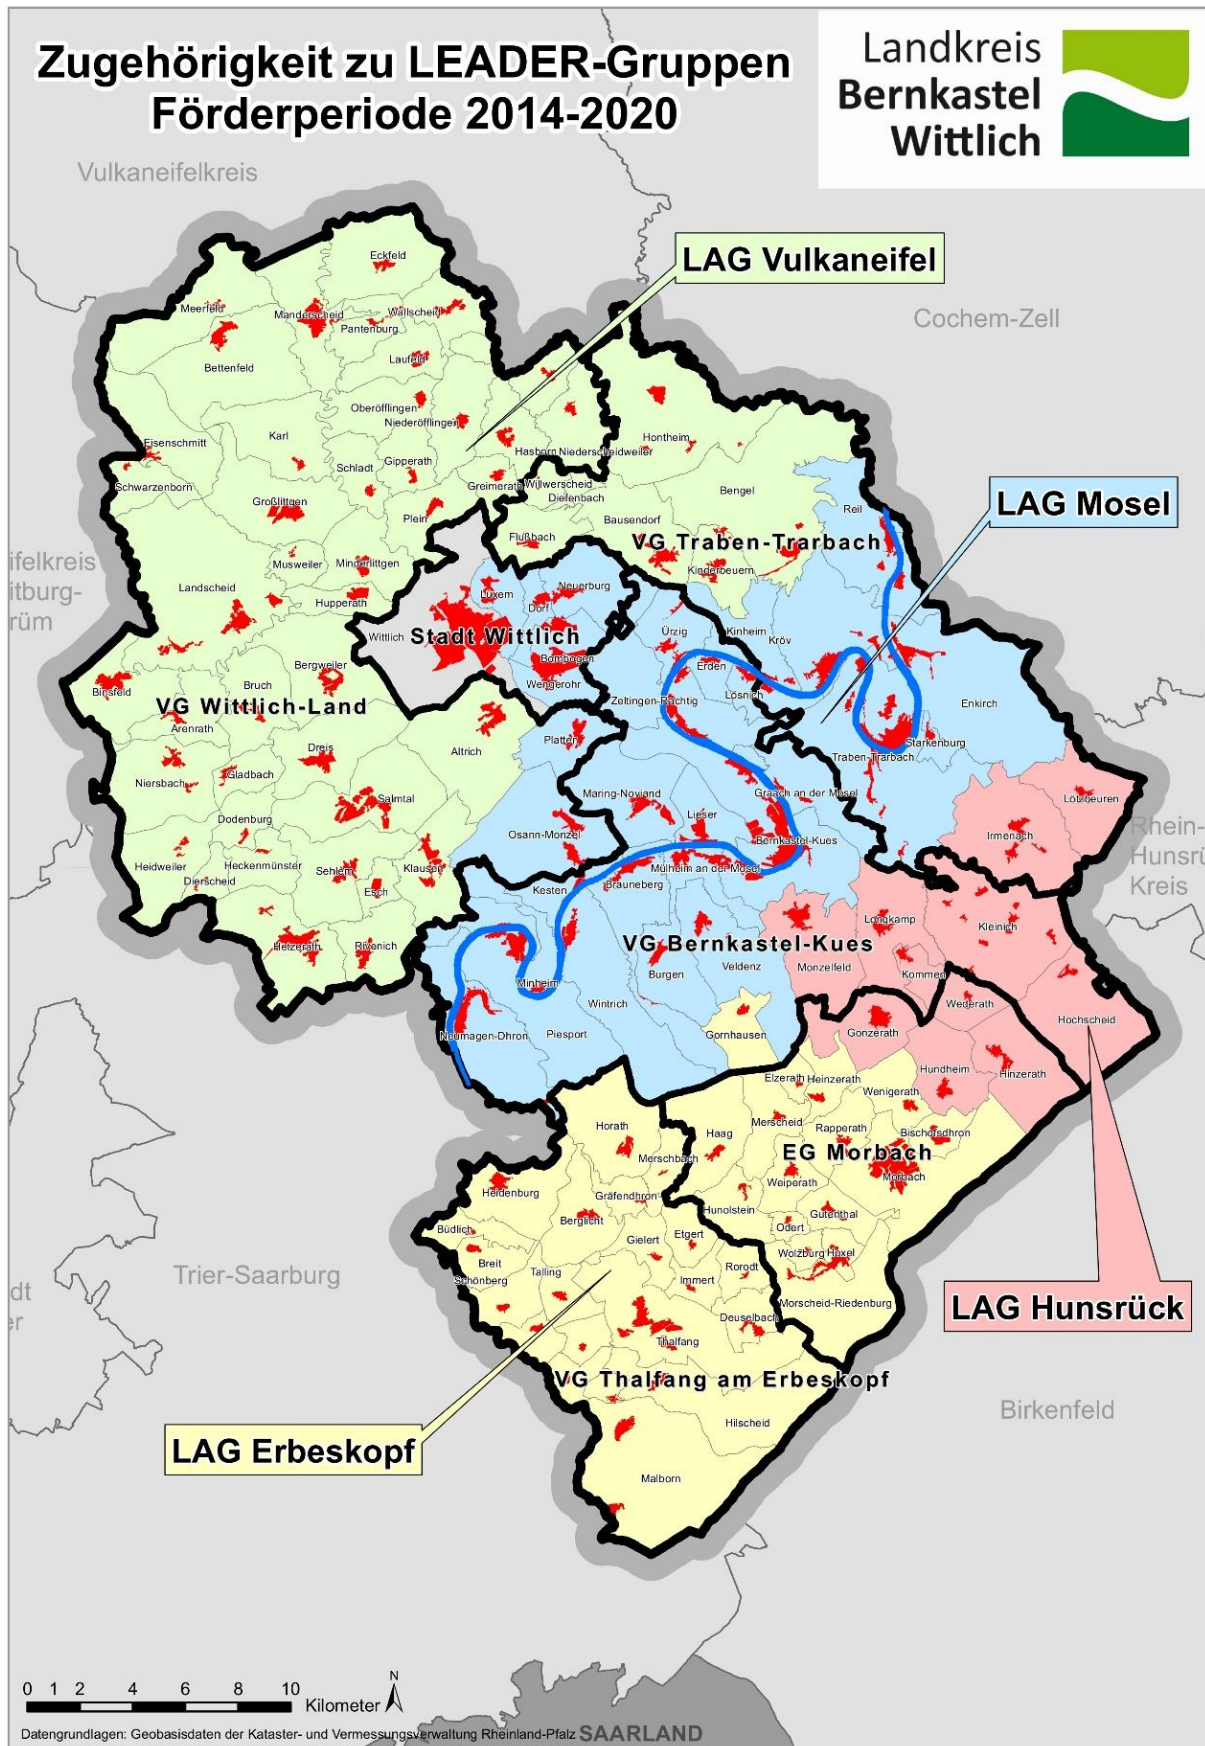 Zugehörigkeit zu LEADER-Gruppen
Förderperiode 2014-2020
Landkreis
Bernkastel
Wittlich
Vulkaneifelkreis
LAG Vulkaneifel
Cochem-Zell
Eckfeld
Meerfeld
Manderscheid
Wallscheid
Pantenburg
Laufeld
Bettenfeld
Oberöfflingen
Niederöfflingen
Karl
Eisenschmitt
Hontheim
Hasborn
Niederscheidweiler
Schladt
Gipperath
Greimerath
Willwerscheid
Diefenbach
Schwarzenborn
Großlittgen
Bengel
Reil
LAG Mosel
Plein
Bausendorf
Flußbach
VG Traben-Trarbach
ifelkreis
itburg-
rüm
Musweiler
Minderlittgen
Kinderbeuern
Landscheid
Hupperath
Luxem
Neuerburg
Dorf
Wittlich
Stadt Wittlich
Ürzig
Kinheim
Kröv
Bombogen
Wengerohr
Erden
Lösnich
Bergweiler
Binsfeld
Bruch
VG Wittlich-Land
Zeltingen-Rachtig
Enkirch
Arenrath
Platten
Starkenburg
Traben-Trarbach
Dreis
Altrich
Niersbach
Gladbach
Salmtal
Maring-Noviand
Graach an der Mosel
Lötzbeuren
Dodenburg
Lieser
Osann-Monzel
Bernkastel-Kues
Irmenach
Rhein-
Hunsrü
Kreis
Heidweiler
Heckenmünster
Dierscheid
Sehlem
Klausen
Esch
Mülheim an der Mosel
Kesten
Brauneberg
Longkamp
Kleinich
Hetzerath
Rivenich
VG Bernkastel-Kues
Monzelfeld
Kommen
Minheim
Burgen
Veldenz
Wintrich
Wederath
Hochscheid
Neumagen-Dhron
Piesport
Gornhausen
Gonzerath
Hundheim
Hinzerath
Elzerath
Heinzerath
Wenigerath
Merscheid
Rapperath
Bischofsdhron
Horath
Haag
EG Morbach
Merschbach
Weiperath
Morbach
Heidenburg
Gräfendhron
Hunolstein
Gutenthal
Odert
Berglicht
Büdlich
Gielert
Etgert
Wolzburg
Hoxel
Breit
Schönberg
Talling
Immert
Rorodt
Trier-Saarburg
dt
er
Morscheid-Riedenburg
LAG Hunsrück
Deuselbach
Thalfang
VG Thalfang am Erbeskopf
Birkenfeld
Hilscheid
LAG Erbeskopf
Malborn
0 1 2 4 6 8 10
Kilometer
N
Datengrundlagen: Geobasisdaten der Kataster- und Vermessungsverwaltung Rheinland-Pfalz
SAARLAND